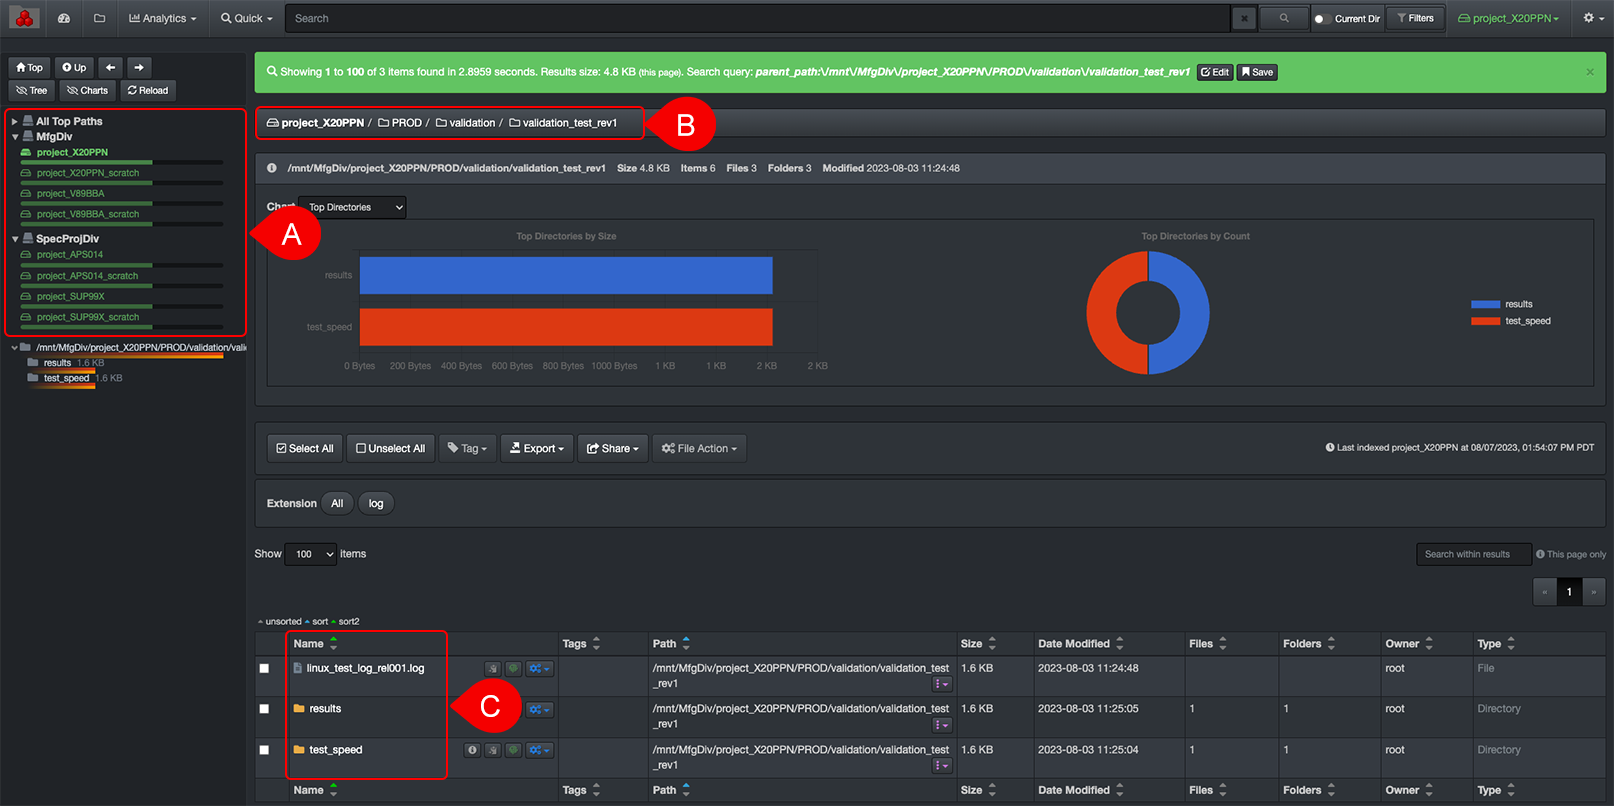 Analytics Quick Search Current Dir Filters project_X20PPN
Top Up
Tree Charts Reload
Showing 1 to 100 of 3 items found in 2.8959 seconds. Results size: 4.8 KB (this page). Search query: parent_path:\/mnt\/MfgDiv\/project_X20PPN\/PROD\/validation\/validation_test_rev1 Edit Save ×
All Top Paths
MfgDiv
project_X20PPN
project_X20PPN_scratch
project_V89BBA
project_V89BBA_scratch
SpecProjDiv
project_APS014
project_APS014_scratch
project_SUP99X
project_SUP99X_scratch
A
/mnt/MfgDiv/project_X20PPN/PROD/validation/vali
results 1.6 KB
test_speed 1.6 KB
project_X20PPN / PROD / validation / validation_test_rev1
B
/mnt/MfgDiv/project_X20PPN/PROD/validation/validation_test_rev1 Size 4.8 KB Items 6 Files 3 Folders 3 Modified 2023-08-03 11:24:48
Chart Top Directories
Top Directories by Size
results
test_speed
0 Bytes 200 Bytes 400 Bytes 600 Bytes 800 Bytes 1000 Bytes 1 KB 1 KB 2 KB 2 KB
Top Directories by Count
results
test_speed
Select All Unselect All Tag Export Share File Action Last indexed project_X20PPN at 08/07/2023, 01:54:07 PM PDT
Extension All log
Show 100 Items Search within results This page only
« 1 »
unsorted sort sort2
Name Tags Path Size Date Modified Files Folders Owner Type
linux_test_log_rel001.log /mnt/MfgDiv/project_X20PPN/PROD/validation/validation_test 1.6 KB 2023-08-03 11:24:48 root File
_rev1
results /mnt/MfgDiv/project_X20PPN/PROD/validation/validation_test 1.6 KB 2023-08-03 11:25:05 1 1 root Directory
_rev1
C
test_speed /mnt/MfgDiv/project_X20PPN/PROD/validation/validation_test 1.6 KB 2023-08-03 11:25:04 1 1 root Directory
_rev1
Name Tags Path Size Date Modified Files Folders Owner Type